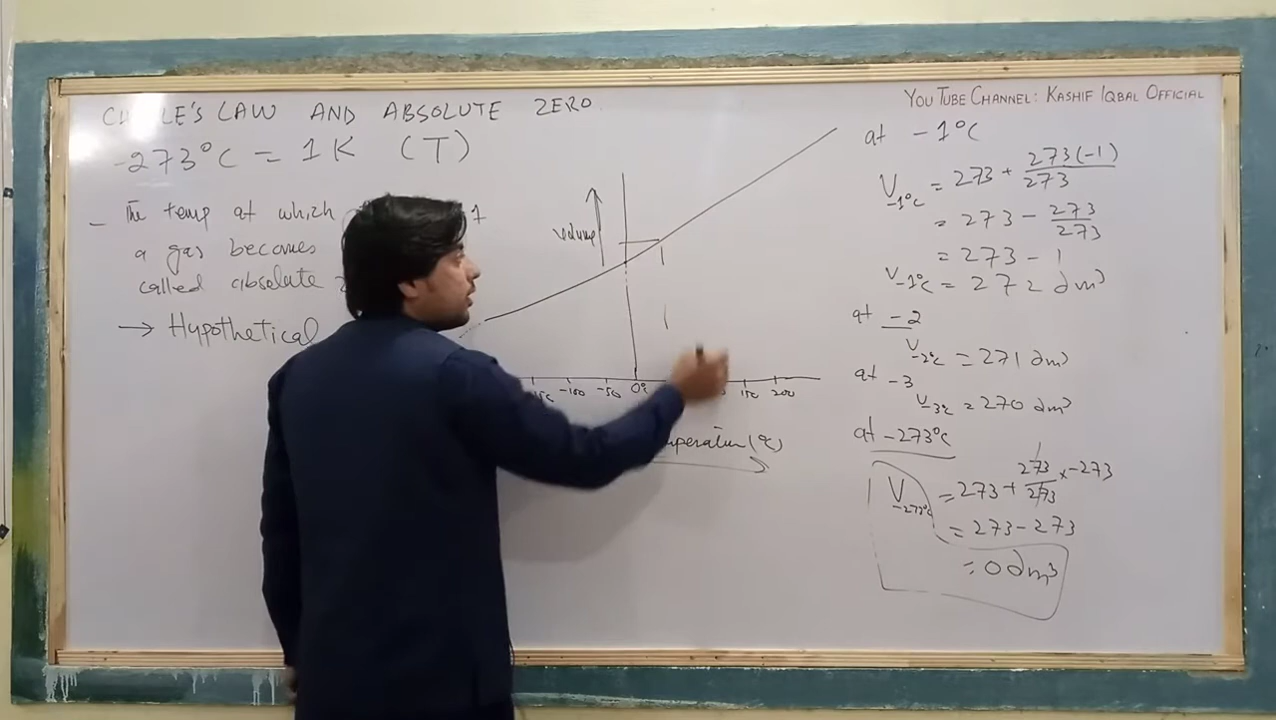 LE'S LAW AND ABSOLUTE ZERO
YOU TUBE CHANNEL: KASHIF IQBAL OFFICIAL
-273°C = 1K (T)
- The temp at which
a gas becomes
called absolute
→ Hypothetical
Volume
-100 -50 0°C 150 200
(°C)
at -1°C
V-1°C = 273 + 273(-1)/273
= 273 - 273/273
= 273 - 1
V-1°C = 272 dm³
at -2
V-2°C = 271 dm³
at -3
V-3°C = 270 dm³
at -273°C
V-273°C = 273 + 273/273 × -273
= 273 - 273
= 0 dm³